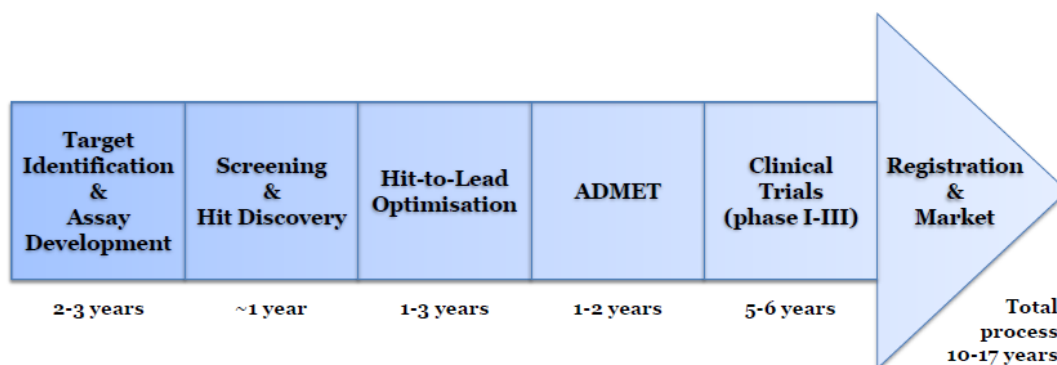 Target
Identification
&
Assay
Development
Screening
&
Hit Discovery
Hit-to-Lead
Optimisation
ADMET
Clinical
Trials
(phase I-III)
Registration
&
Market
2-3 years
~1 year
1-3 years
1-2 years
5-6 years
Total
process
10-17 years